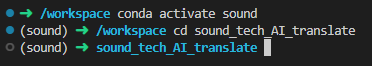 ➜ /workspace conda activate sound
(sound) ➜ /workspace cd sound_tech_AI_translate
(sound) ➜ sound_tech_AI_translate